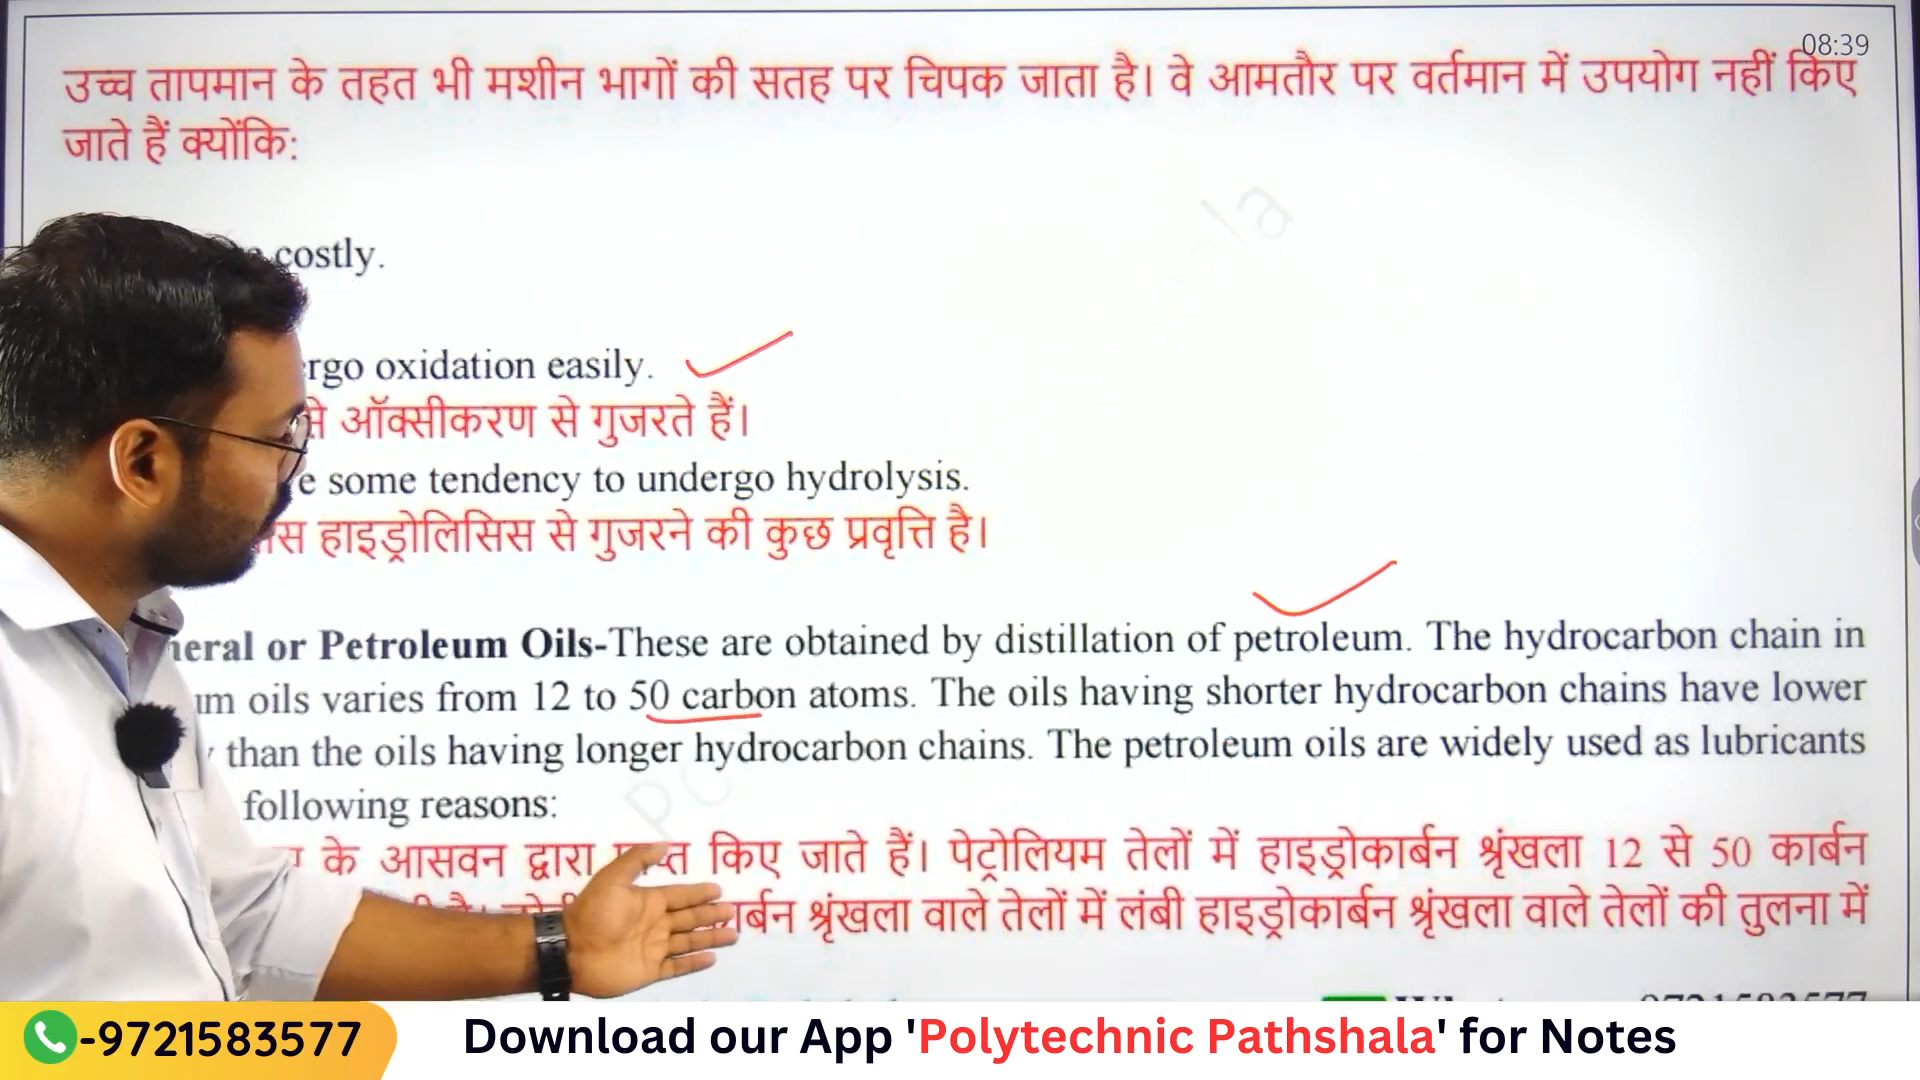 08:39
उच्च तापमान के तहत भी मशीन भागों की सतह पर चिपक जाता है। वे आमतौर पर वर्तमान में उपयोग नहीं किए
जाते हैं क्योंकि:
costly.
rgo oxidation easily.
से ऑक्सीकरण से गुजरते हैं।
e some tendency to undergo hydrolysis.
स हाइड्रोलिसिस से गुजरने की कुछ प्रवृत्ति है।
neral or Petroleum Oils-These are obtained by distillation of petroleum. The hydrocarbon chain in
um oils varies from 12 to 50 carbon atoms. The oils having shorter hydrocarbon chains have lower
than the oils having longer hydrocarbon chains. The petroleum oils are widely used as lubricants
following reasons:
के आसवन द्वारा किए जाते हैं। पेट्रोलियम तेलों में हाइड्रोकार्बन श्रृंखला 12 से 50 कार्बन
र्बन श्रृंखला वाले तेलों में लंबी हाइड्रोकार्बन श्रृंखला वाले तेलों की तुलना में
-9721583577 Download our App 'Polytechnic Pathshala' for Notes